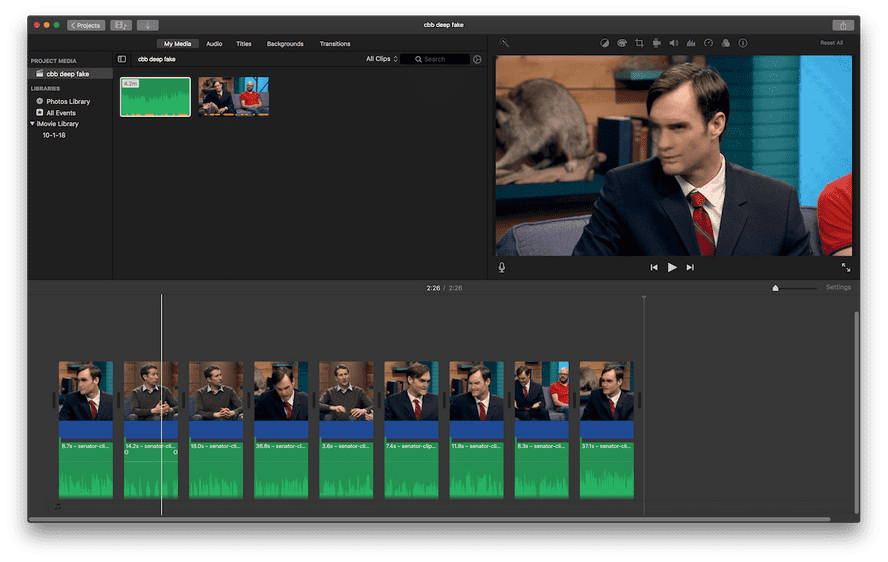 cbb deep fake
Projects
My Media
Audio
Titles
Backgrounds
Transitions
Reset All
PROJECT MEDIA
cbb deep fake
LIBRARIES
Photos Library
All Events
iMovie Library
10-1-18
cbb deep fake
All Clips
Search
4.2m
2:26 / 2:26
Settings
8.7s – senator-cli...
14.2s – senator-cli...
18.0s – senator-cli...
36.8s – senator-cli...
3.6s – senator-cli...
7.4s – senator-clip...
11.8s – senator-cli...
8.3s – senator-cli...
37.1s – senator-cli...